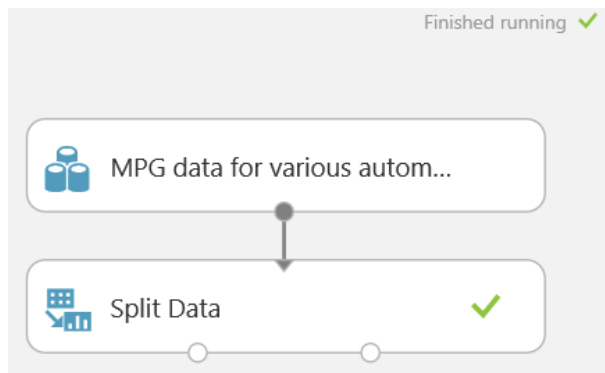 Finished running
MPG data for various autom...
Split Data